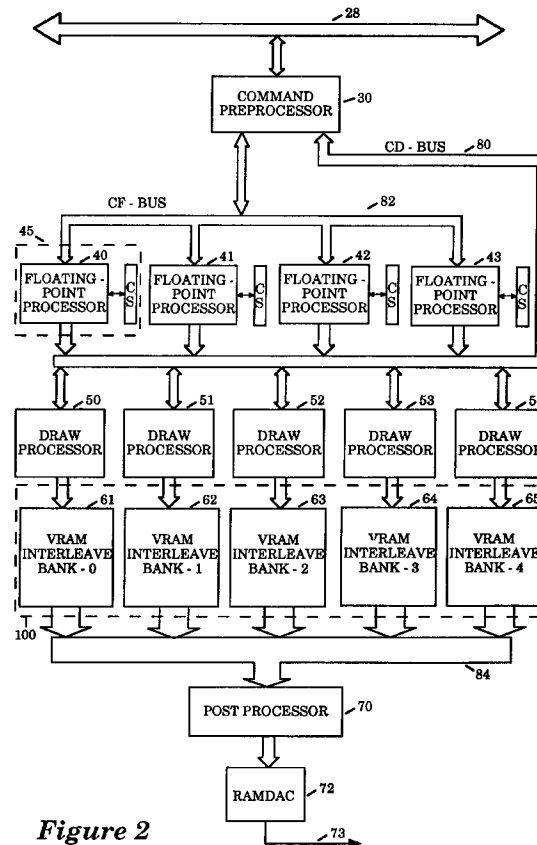 28
COMMAND
PREPROCESSOR
30
CD - BUS
80
CF - BUS
82
45
40
41
42
43
FLOATING -
POINT
PROCESSOR
CS
FLOATING -
POINT
PROCESSOR
CS
FLOATING -
POINT
PROCESSOR
CS
FLOATING -
POINT
PROCESSOR
CS
50
51
52
53
DRAW
PROCESSOR
DRAW
PROCESSOR
DRAW
PROCESSOR
DRAW
PROCESSOR
DRAW
PROCESSOR
61
62
63
64
65
VRAM
INTERLEAVE
BANK - 0
VRAM
INTERLEAVE
BANK - 1
VRAM
INTERLEAVE
BANK - 2
VRAM
INTERLEAVE
BANK - 3
VRAM
INTERLEAVE
BANK - 4
100
84
POST PROCESSOR
70
RAMDAC
72
73
Figure 2